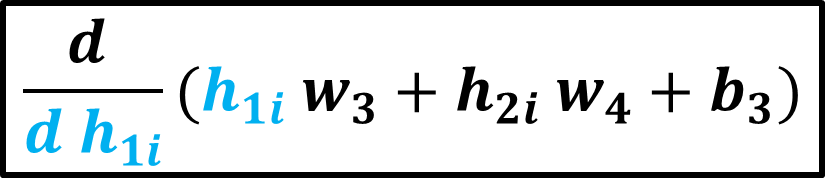 d/(d h₁ᵢ) (h₁ᵢ w₃ + h₂ᵢ w₄ + b₃)